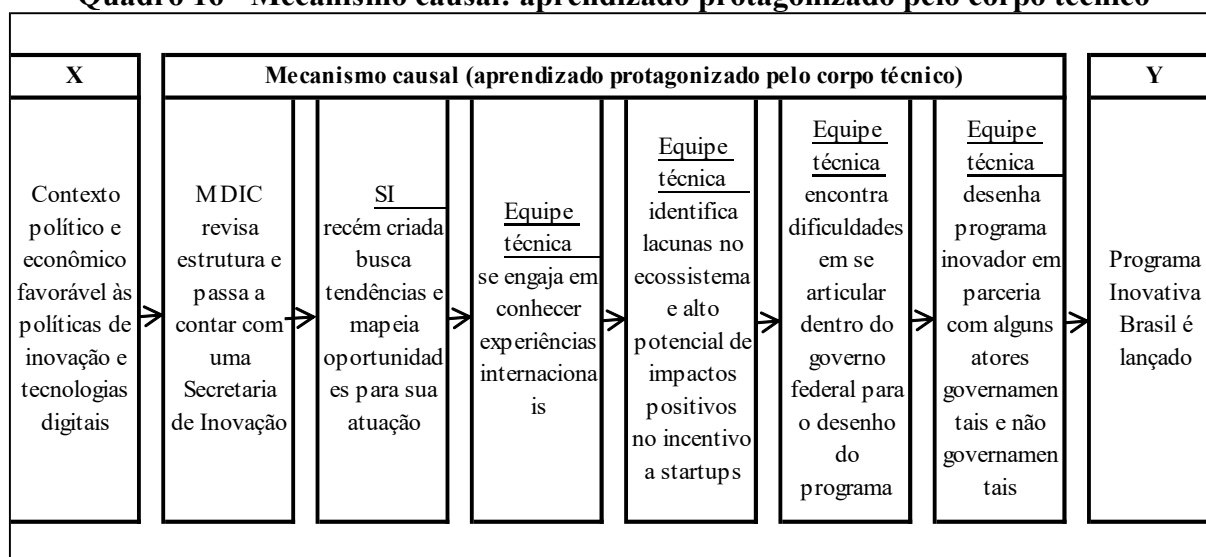 Quadro 16 - Mecanismo causal: aprendizado protagonizado pelo corpo técnico
X
Mecanismo causal (aprendizado protagonizado pelo corpo técnico)
Y
Contexto
político e
econômico
favorável às
políticas de
inovação e
tecnologias
digitais
MDIC
revisa
estrutura e
passa a
contar com
uma
Secretaria
de Inovação
SI
recém criada
busca
tendências e
mapeia
oportunidad
es para sua
atuação
Equipe
técnica
se engaja em
conhecer
experiências
internaciona
is
Equipe
técnica
identifica
lacunas no
ecossistema
e alto
potencial de
impactos
positivos
no incentivo
a startups
Equipe
técnica
encontra
dificuldades
em se
articular
dentro do
governo
federal para
o desenho
do
programa
Equipe
técnica
desenha
programa
inovador em
parceria
com alguns
atores
governamen
tais e não
governamen
tais
Programa
Inovativa
Brasil é
lançado